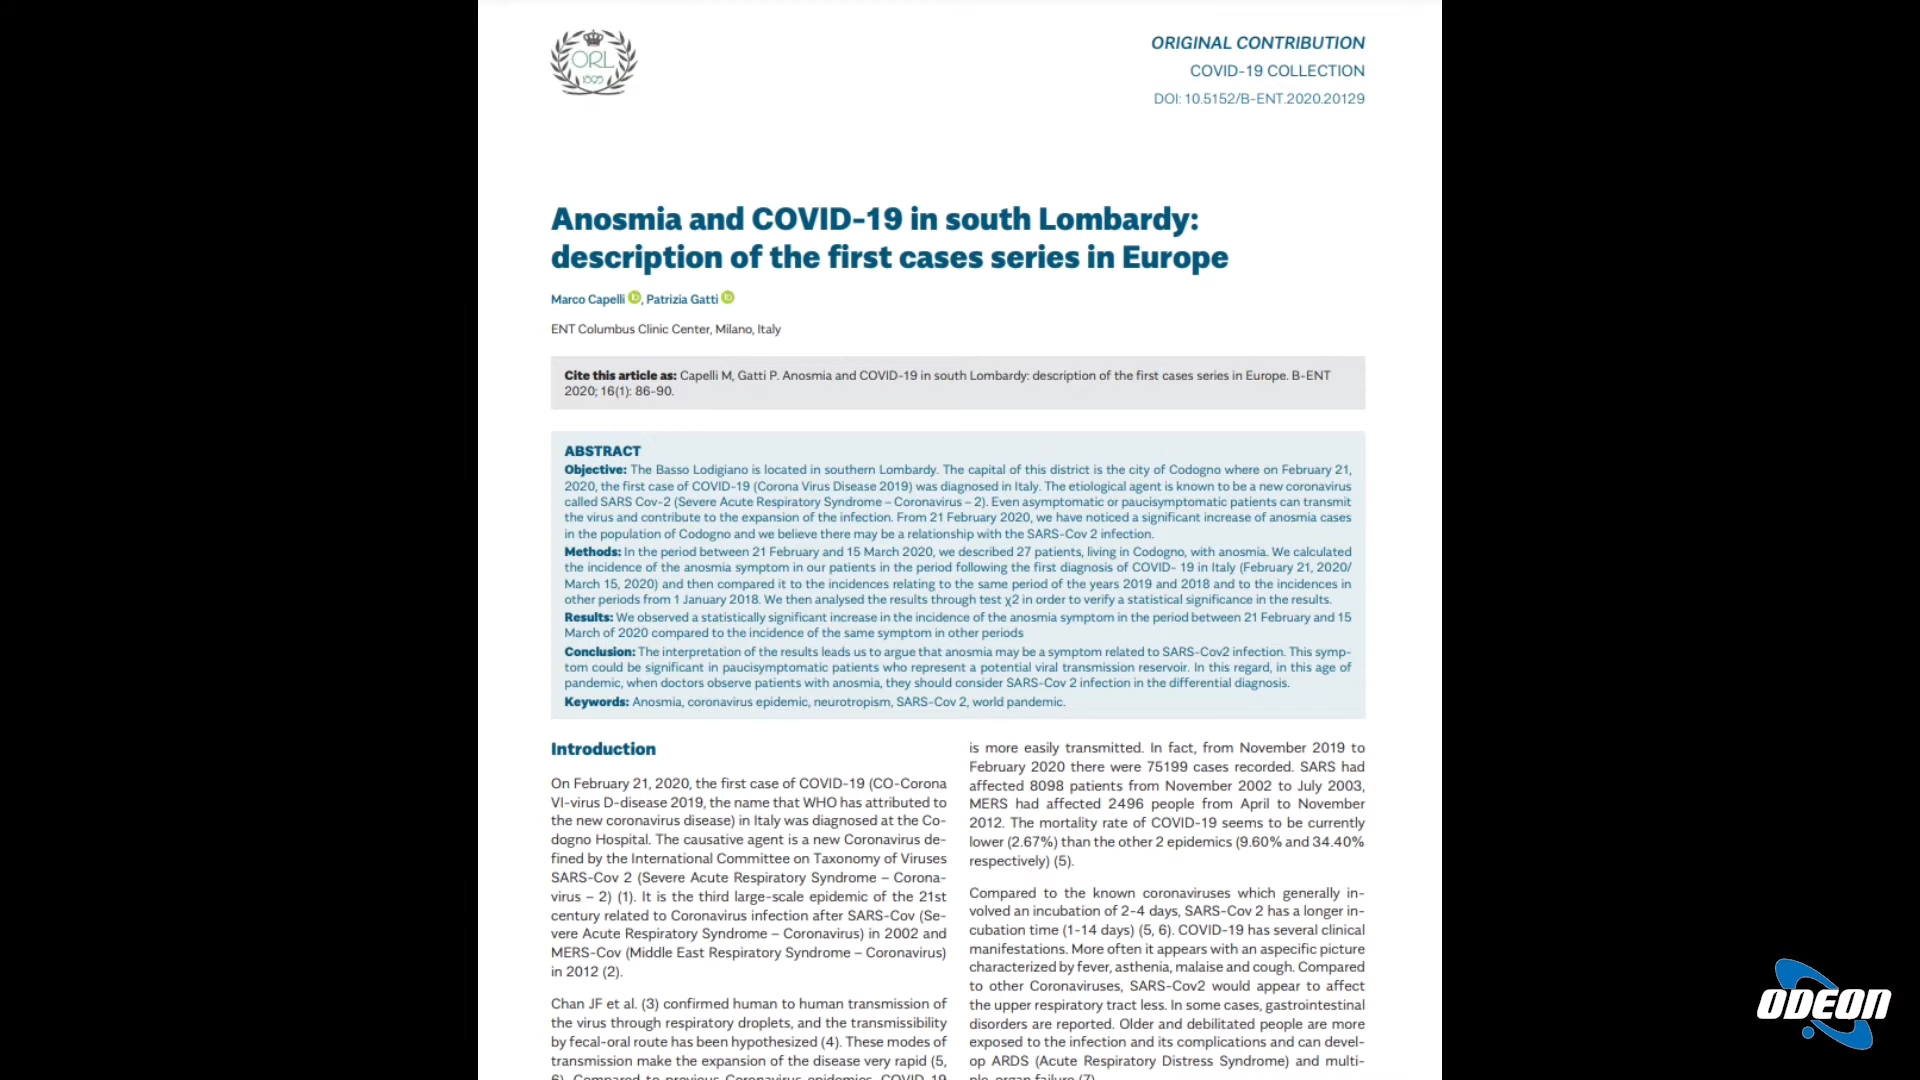 ORL
1895
ORIGINAL CONTRIBUTION
COVID-19 COLLECTION
DOI: 10.5152/B-ENT.2020.20129
Anosmia and COVID-19 in south Lombardy:
description of the first cases series in Europe
Marco Capelli iD, Patrizia Gatti iD
ENT Columbus Clinic Center, Milano, Italy
Cite this article as: Capelli M, Gatti P. Anosmia and COVID-19 in south Lombardy: description of the first cases series in Europe. B-ENT
2020; 16(1): 86-90.
ABSTRACT
Objective: The Basso Lodigiano is located in southern Lombardy. The capital of this district is the city of Codogno where on February 21,
2020, the first case of COVID-19 (Corona Virus Disease 2019) was diagnosed in Italy. The etiological agent is known to be a new coronavirus
called SARS Cov-2 (Severe Acute Respiratory Syndrome – Coronavirus – 2). Even asymptomatic or paucisymptomatic patients can transmit
the virus and contribute to the expansion of the infection. From 21 February 2020, we have noticed a significant increase of anosmia cases
in the population of Codogno and we believe there may be a relationship with the SARS-Cov 2 infection.
Methods: In the period between 21 February and 15 March 2020, we described 27 patients, living in Codogno, with anosmia. We calculated
the incidence of the anosmia symptom in our patients in the period following the first diagnosis of COVID- 19 in Italy (February 21, 2020/
March 15, 2020) and then compared it to the incidences relating to the same period of the years 2019 and 2018 and to the incidences in
other periods from 1 January 2018. We then analysed the results through test χ2 in order to verify a statistical significance in the results.
Results: We observed a statistically significant increase in the incidence of the anosmia symptom in the period between 21 February and 15
March of 2020 compared to the incidence of the same symptom in other periods
Conclusion: The interpretation of the results leads us to argue that anosmia may be a symptom related to SARS-Cov2 infection. This symp-
tom could be significant in paucisymptomatic patients who represent a potential viral transmission reservoir. In this regard, in this age of
pandemic, when doctors observe patients with anosmia, they should consider SARS-Cov 2 infection in the differential diagnosis.
Keywords: Anosmia, coronavirus epidemic, neurotropism, SARS-Cov 2, world pandemic.
Introduction
On February 21, 2020, the first case of COVID-19 (CO-Corona
VI-virus D-disease 2019, the name that WHO has attributed to
the new coronavirus disease) in Italy was diagnosed at the Co-
dogno Hospital. The causative agent is a new Coronavirus de-
fined by the International Committee on Taxonomy of Viruses
SARS-Cov 2 (Severe Acute Respiratory Syndrome – Corona-
virus – 2) (1). It is the third large-scale epidemic of the 21st
century related to Coronavirus infection after SARS-Cov (Se-
vere Acute Respiratory Syndrome – Coronavirus) in 2002 and
MERS-Cov (Middle East Respiratory Syndrome – Coronavirus)
in 2012 (2).
Chan JF et al. (3) confirmed human to human transmission of
the virus through respiratory droplets, and the transmissibility
by fecal-oral route has been hypothesized (4). These modes of
transmission make the expansion of the disease very rapid (5,
6). Compared to previous Coronavirus epidemics, COVID-19
is more easily transmitted. In fact, from November 2019 to
February 2020 there were 75199 cases recorded. SARS had
affected 8098 patients from November 2002 to July 2003,
MERS had affected 2496 people from April to November
2012. The mortality rate of COVID-19 seems to be currently
lower (2.67%) than the other 2 epidemics (9.60% and 34.40%
respectively) (5).
Compared to the known coronaviruses which generally in-
volved an incubation of 2-4 days, SARS-Cov 2 has a longer in-
cubation time (1-14 days) (5, 6). COVID-19 has several clinical
manifestations. More often it appears with an aspecific picture
characterized by fever, asthenia, malaise and cough. Compared
to other Coronaviruses, SARS-Cov2 would appear to affect
the upper respiratory tract less. In some cases, gastrointestinal
disorders are reported. Older and debilitated people are more
exposed to the infection and its complications and can devel-
op ARDS (Acute Respiratory Distress Syndrome) and multi-
ple organ failure (7).
ODEON